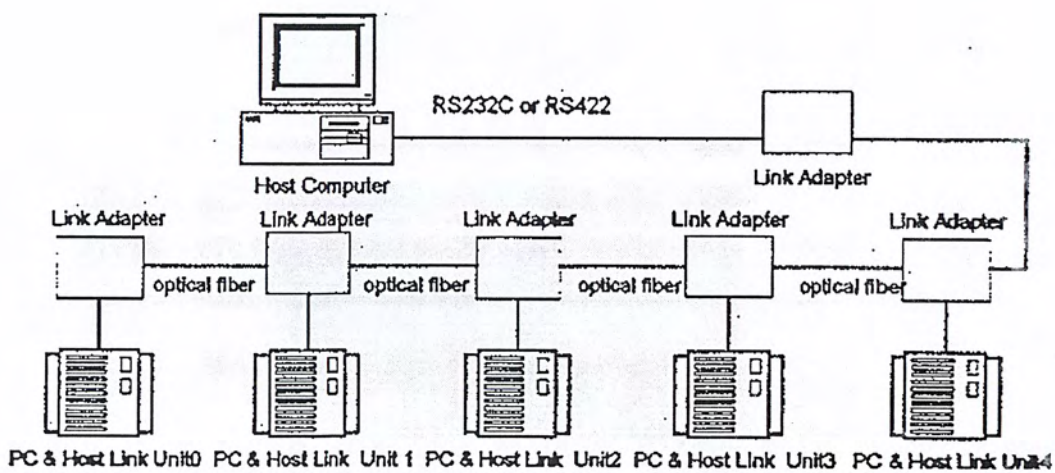 RS232C or RS422
Host Computer
Link Adapter
Link Adapter Link Adapter Link Adapter Link Adapter Link Adapter
optical fiber optical fiber optical fiber optical fiber
PC & Host Link Unit0 PC & Host Link Unit 1 PC & Host Link Unit2 PC & Host Link Unit3 PC & Host Link Unit4